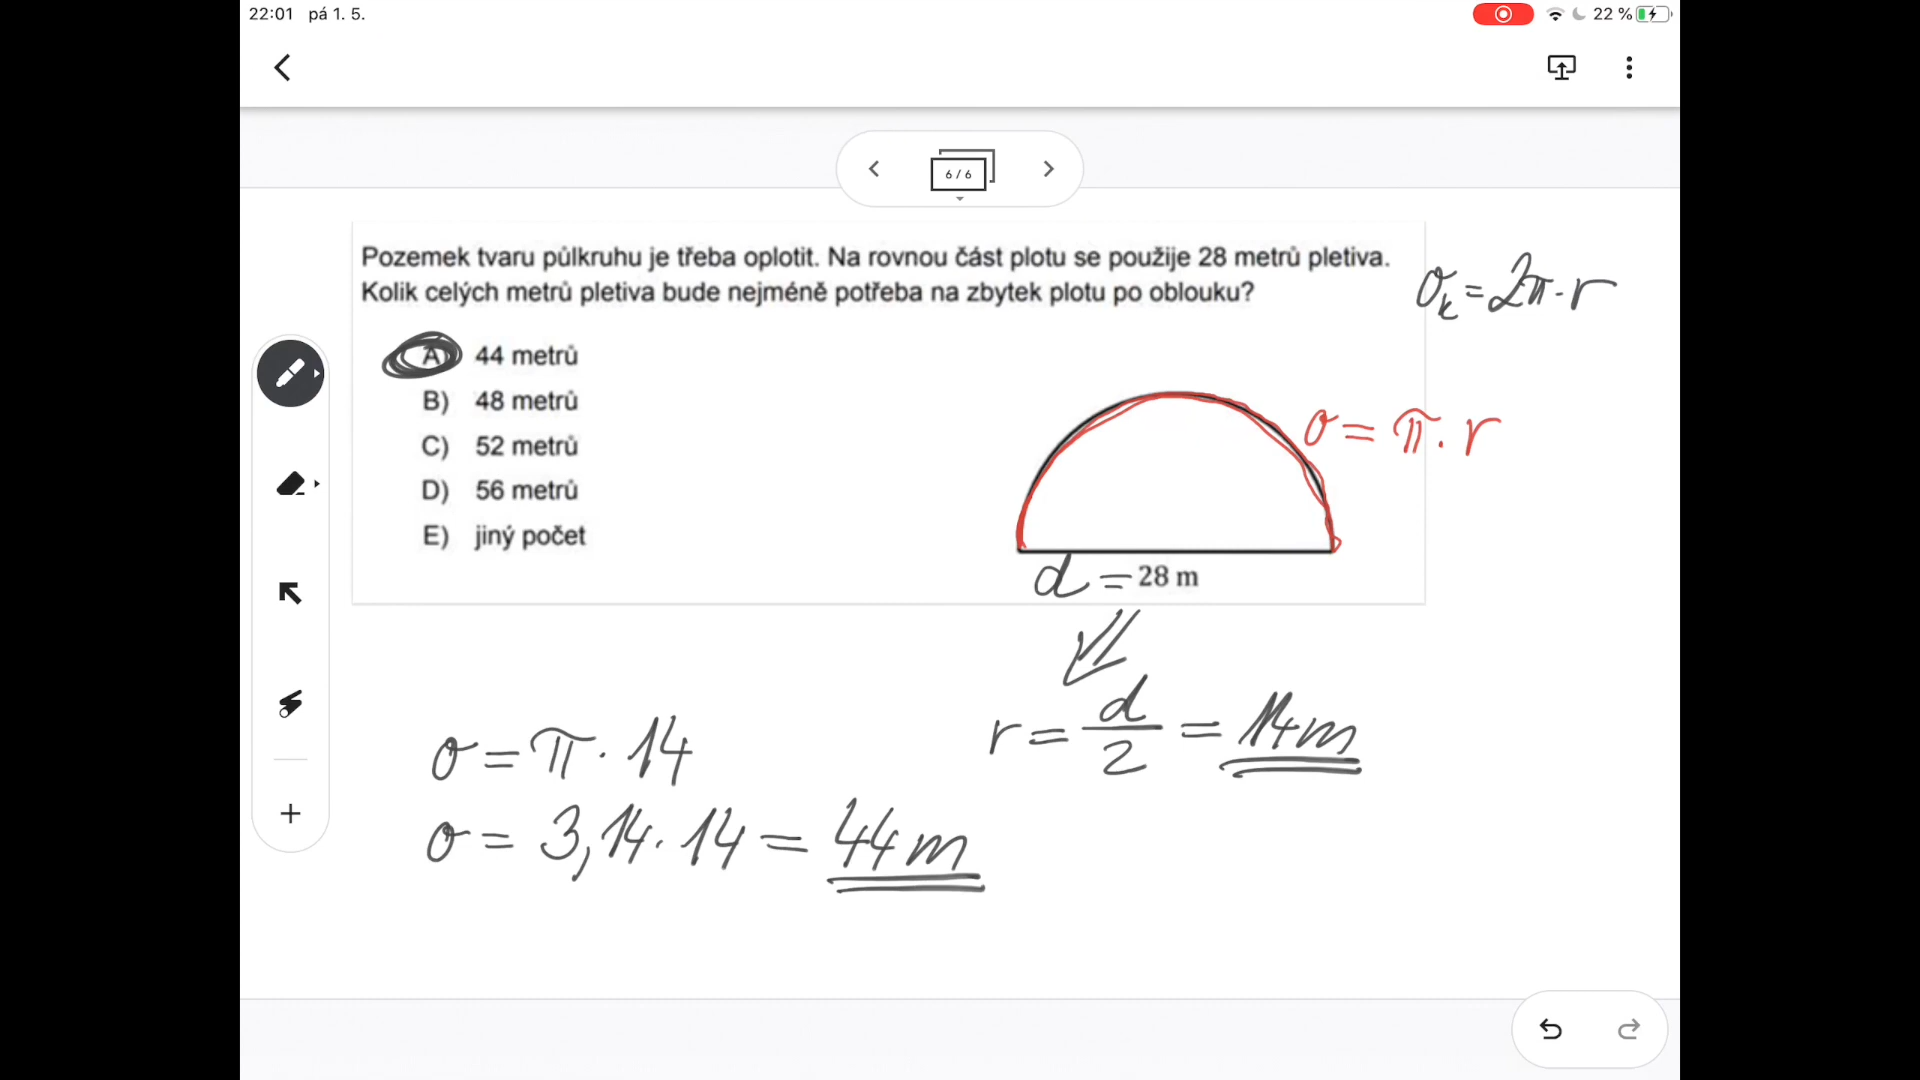 22:01 pá 1. 5.
22 %
6 / 6
Pozemek tvaru půlkruhu je třeba oplotit. Na rovnou část plotu se použije 28 metrů pletiva.
Kolik celých metrů pletiva bude nejméně potřeba na zbytek plotu po oblouku?
σk = 2π · r
A 44 metrů
B) 48 metrů
C) 52 metrů
D) 56 metrů
E) jiný počet
σ = π · r
d = 28 m
r = d/2 = 14m
σ = π · 14
σ = 3,14 · 14 = 44m